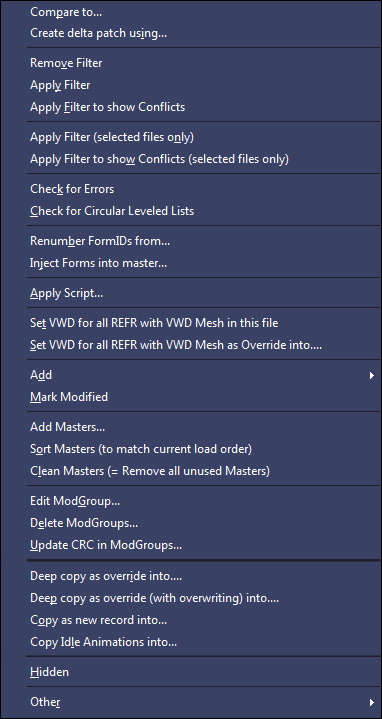 Compare to...
Create delta patch using...
Remove Filter
Apply Filter
Apply Filter to show Conflicts
Apply Filter (selected files only)
Apply Filter to show Conflicts (selected files only)
Check for Errors
Check for Circular Leveled Lists
Renumber FormIDs from...
Inject Forms into master...
Apply Script...
Set VWD for all REFR with VWD Mesh in this file
Set VWD for all REFR with VWD Mesh as Override into....
Add
Mark Modified
Add Masters...
Sort Masters (to match current load order)
Clean Masters (= Remove all unused Masters)
Edit ModGroup...
Delete ModGroups...
Update CRC in ModGroups...
Deep copy as override into....
Deep copy as override (with overwriting) into....
Copy as new record into...
Copy Idle Animations into...
Hidden
Other